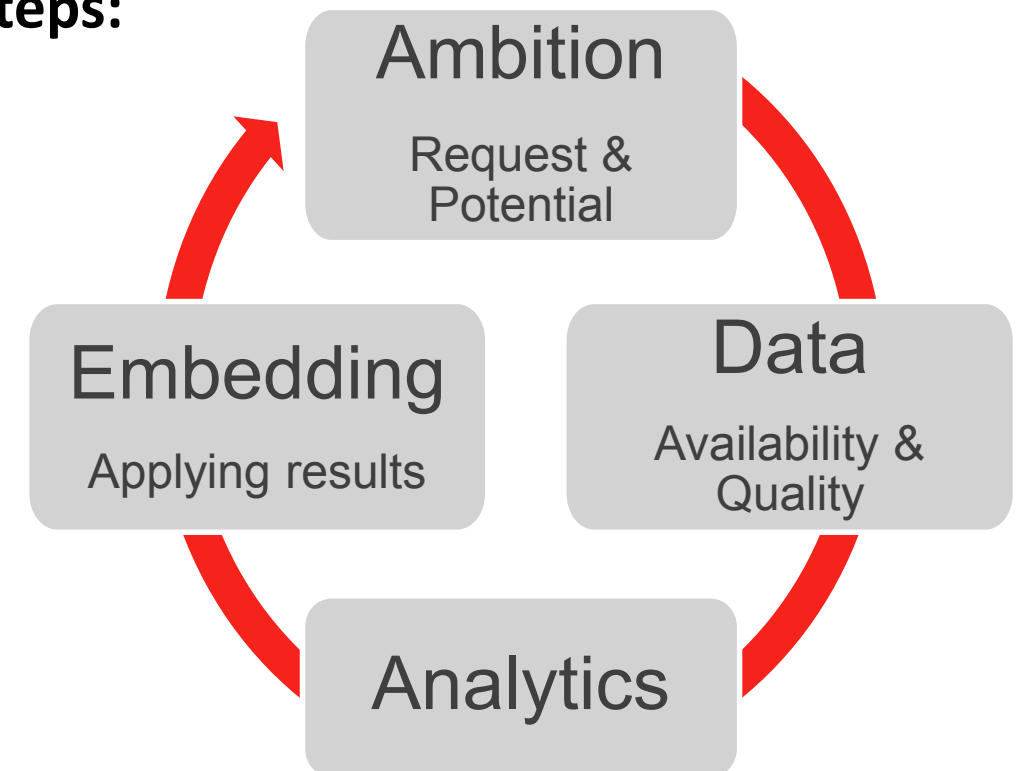 teps:
Ambition
Request &
Potential
Data
Availability &
Quality
Analytics
Embedding
Applying results